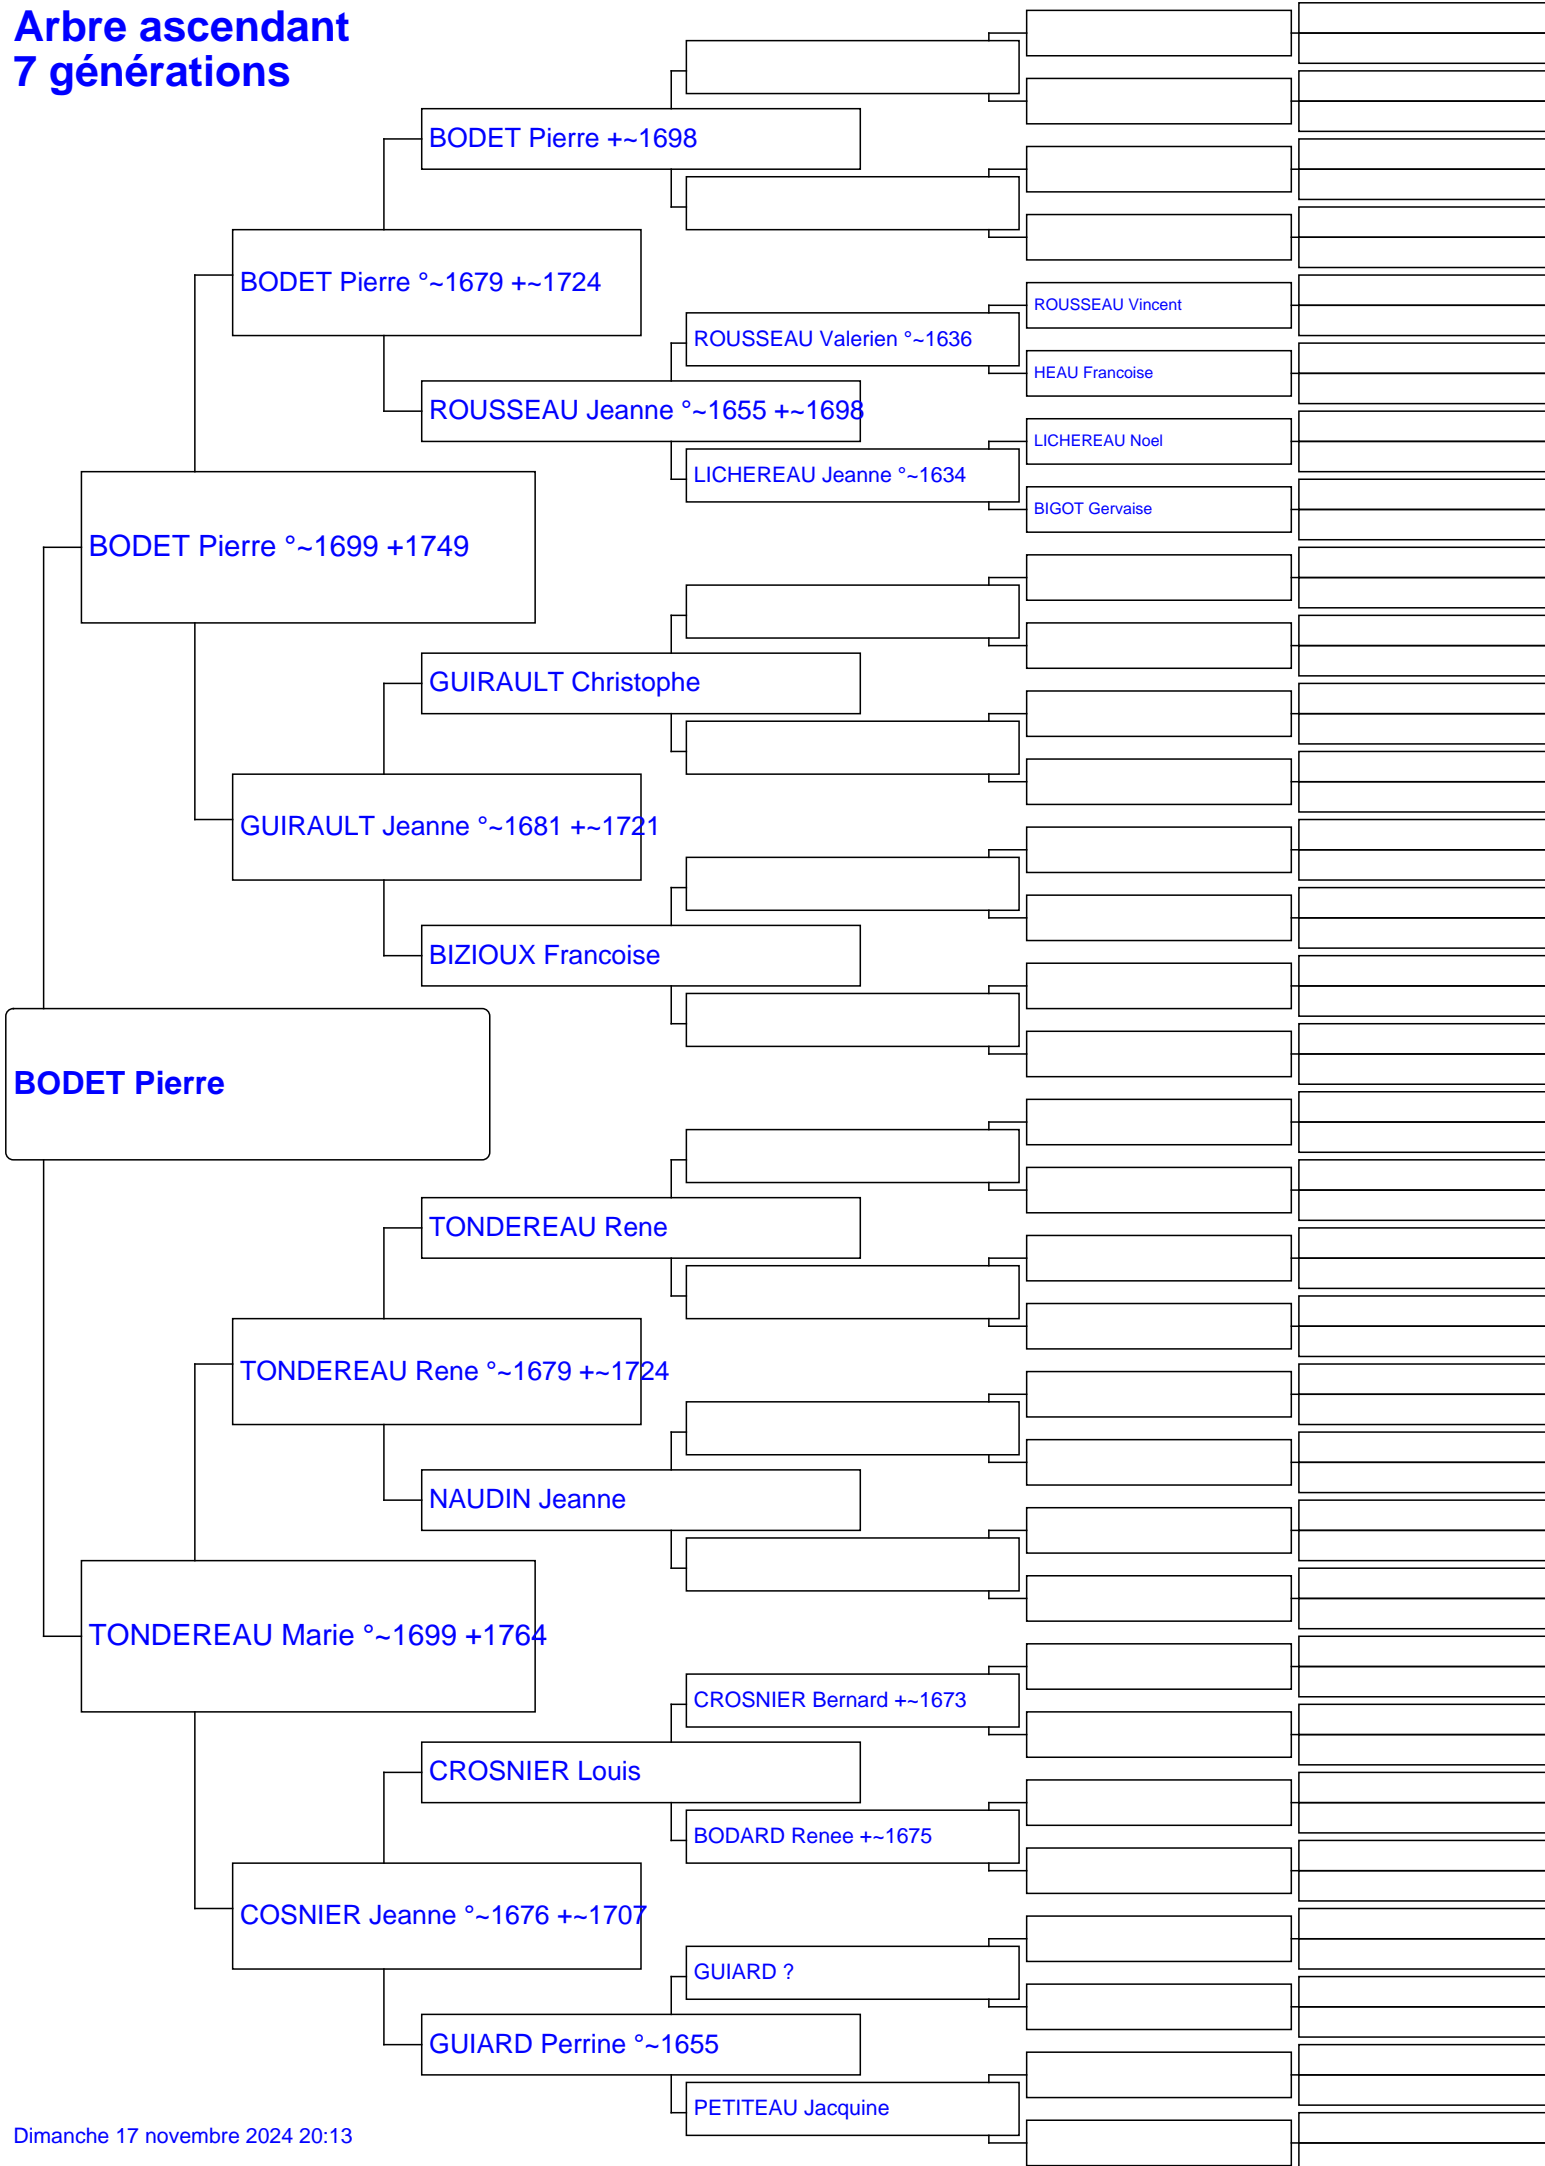 Arbre ascendant
7 générations
BODET Pierre +~1698
BODET Pierre °~1679 +~1724
ROUSSEAU Vincent
ROUSSEAU Valerien °~1636
HEAU Francoise
ROUSSEAU Jeanne °~1655 +~1698
LICHEREAU Noel
LICHEREAU Jeanne °~1634
BIGOT Gervaise
BODET Pierre °~1699 +1749
GUIRAULT Christophe
GUIRAULT Jeanne °~1681 +~1721
BIZIOUX Francoise
BODET Pierre
TONDEREAU Rene
TONDEREAU Rene °~1679 +~1724
NAUDIN Jeanne
TONDEREAU Marie °~1699 +1764
CROSNIER Bernard +~1673
CROSNIER Louis
BODARD Renee +~1675
COSNIER Jeanne °~1676 +~1707
GUIARD ?
GUIARD Perrine °~1655
PETITEAU Jacquine
Dimanche 17 novembre 2024 20:13